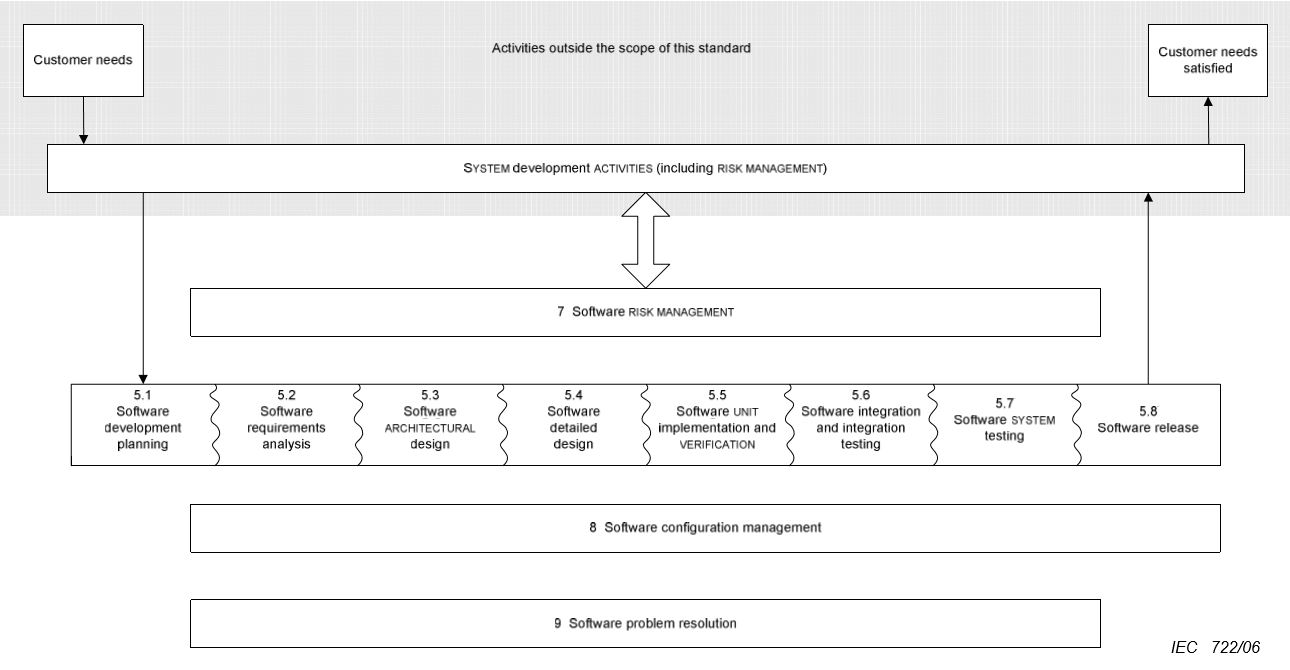 Customer needs
Activities outside the scope of this standard
Customer needs
satisfied
SYSTEM development ACTIVITIES (including RISK MANAGEMENT)
7 Software RISK MANAGEMENT
5.1
Software
development
planning
5.2
Software
requirements
analysis
5.3
Software
ARCHITECTURAL
design
5.4
Software
detailed
design
5.5
Software UNIT
implementation and
VERIFICATION
5.6
Software integration
and integration
testing
5.7
Software SYSTEM
testing
5.8
Software release
8 Software configuration management
9 Software problem resolution
IEC 722/06